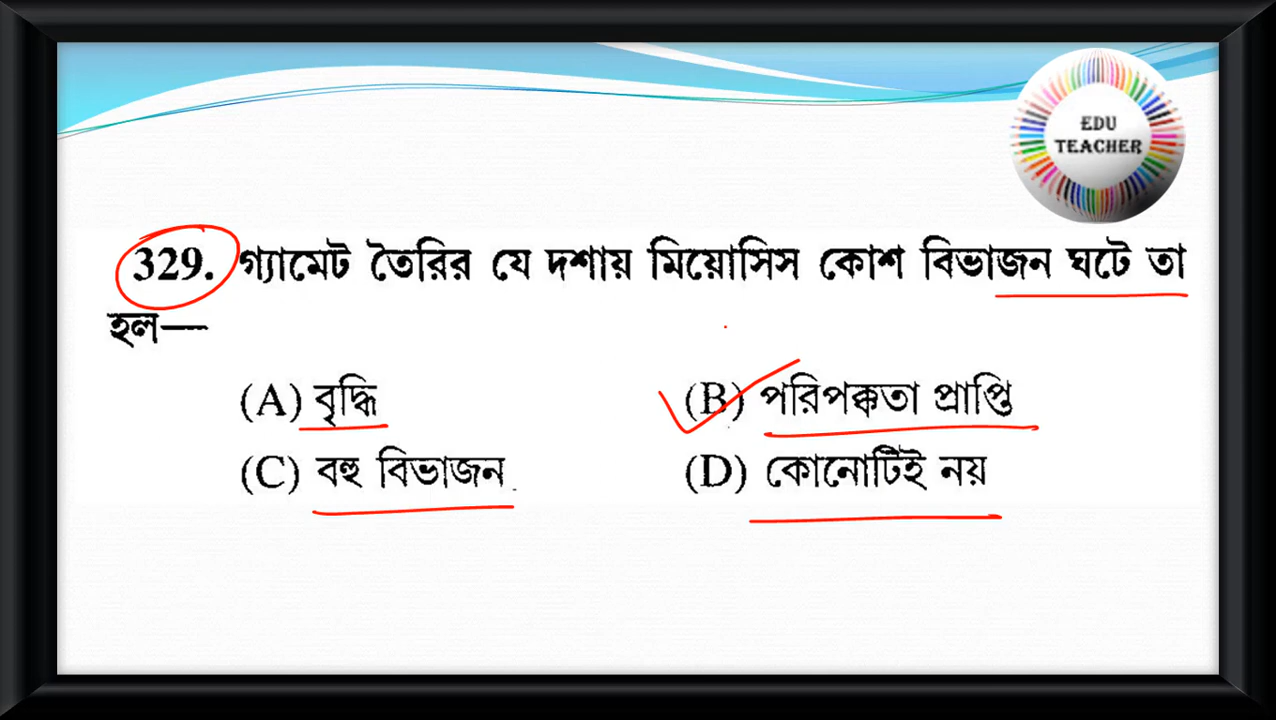 EDU
TEACHER
329. গ্যামেট তৈরির যে দশায় মিয়োসিস কোশ বিভাজন ঘটে তা
হল—
(A) বৃদ্ধি (B) পরিপক্কতা প্রাপ্তি
(C) বহু বিভাজন (D) কোনোটিই নয়